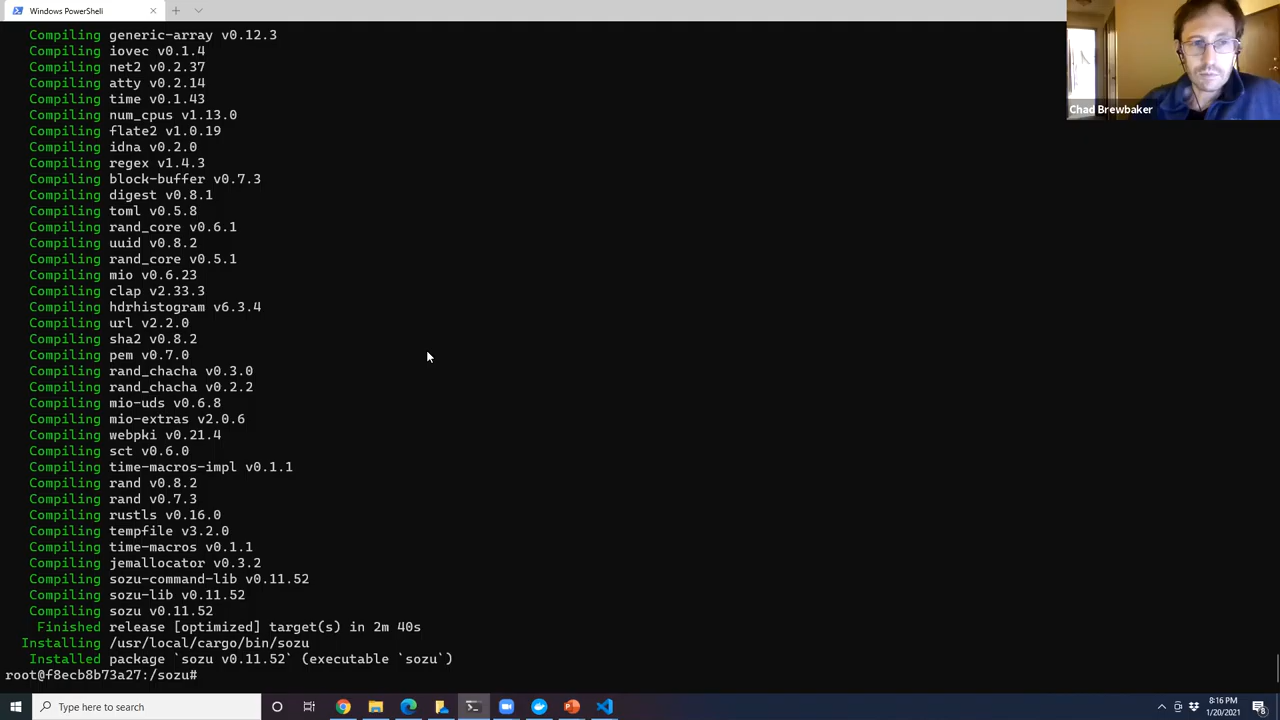 Windows PowerShell
Compiling generic-array v0.12.3
Compiling iovec v0.1.4
Compiling net2 v0.2.37
Compiling atty v0.2.14
Compiling time v0.1.43
Compiling num_cpus v1.13.0
Compiling flate2 v1.0.19
Compiling idna v0.2.0
Compiling regex v1.4.3
Compiling block-buffer v0.7.3
Compiling digest v0.8.1
Compiling toml v0.5.8
Compiling rand_core v0.6.1
Compiling uuid v0.8.2
Compiling rand_core v0.5.1
Compiling mio v0.6.23
Compiling clap v2.33.3
Compiling hdrhistogram v6.3.4
Compiling url v2.2.0
Compiling sha2 v0.8.2
Compiling pem v0.7.0
Compiling rand_chacha v0.3.0
Compiling rand_chacha v0.2.2
Compiling mio-uds v0.6.8
Compiling mio-extras v2.0.6
Compiling webpki v0.21.4
Compiling sct v0.6.0
Compiling time-macros-impl v0.1.1
Compiling rand v0.8.2
Compiling rand v0.7.3
Compiling rustls v0.16.0
Compiling tempfile v3.2.0
Compiling time-macros v0.1.1
Compiling jemallocator v0.3.2
Compiling sozu-command-lib v0.11.52
Compiling sozu-lib v0.11.52
Compiling sozu v0.11.52
Finished release [optimized] target(s) in 2m 40s
Installing /usr/local/cargo/bin/sozu
Installed package `sozu v0.11.52` (executable `sozu`)
root@f8ecb8b73a27:/sozu#
Chad Brewbaker
Type here to search
8:16 PM
1/20/2021
8